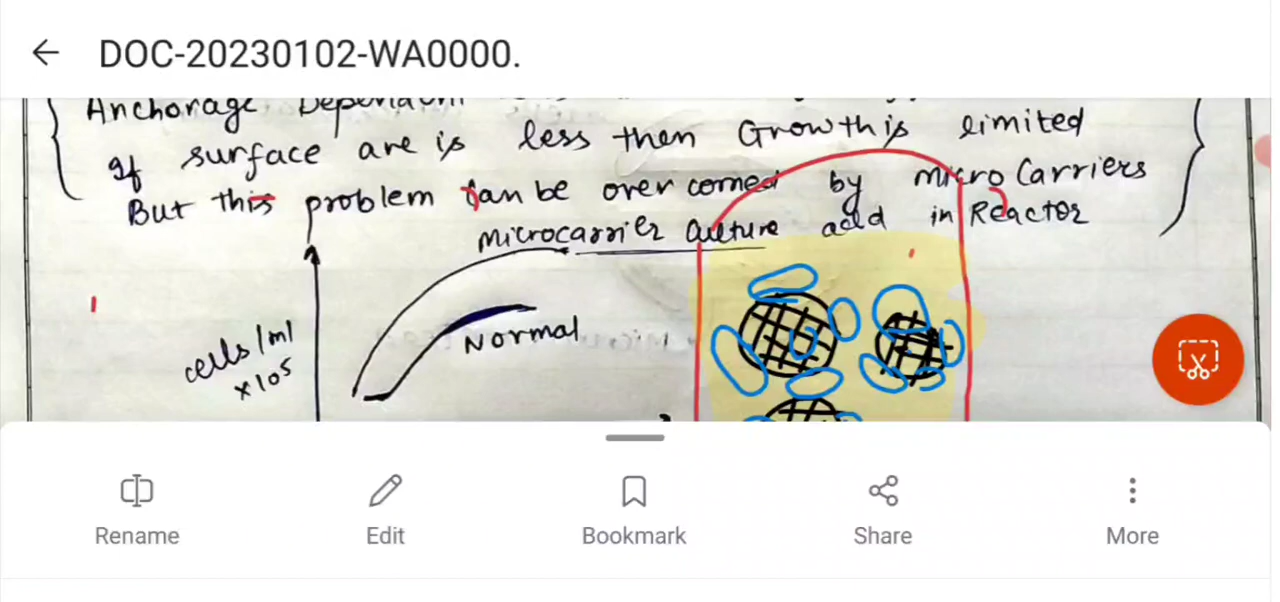 DOC-20230102-WA0000.
Anchorage
If surface are is less then Growth is limited
But this problem can be over comed by micro Carriers
microcarrier culture add in Reactor
cells/ml
x10⁵
Normal
Rename
Edit
Bookmark
Share
More